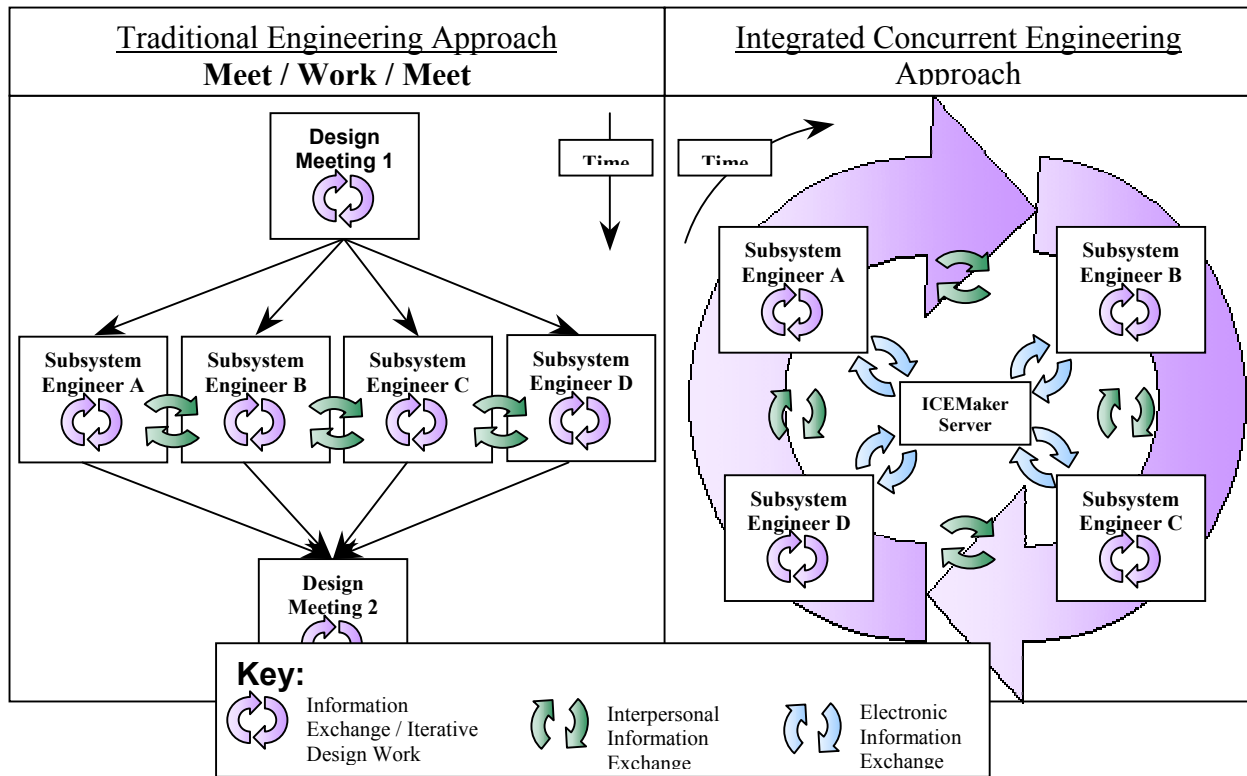 Traditional Engineering Approach
Meet / Work / Meet
Integrated Concurrent Engineering
Approach
Design
Meeting 1
Time
Subsystem
Engineer A
Subsystem
Engineer B
Subsystem
Engineer C
Subsystem
Engineer D
Design
Meeting 2
Time
Subsystem
Engineer A
Subsystem
Engineer B
ICEMaker
Server
Subsystem
Engineer D
Subsystem
Engineer C
Key:
Information
Exchange / Iterative
Design Work
Interpersonal
Information
Exchange
Electronic
Information
Exchange